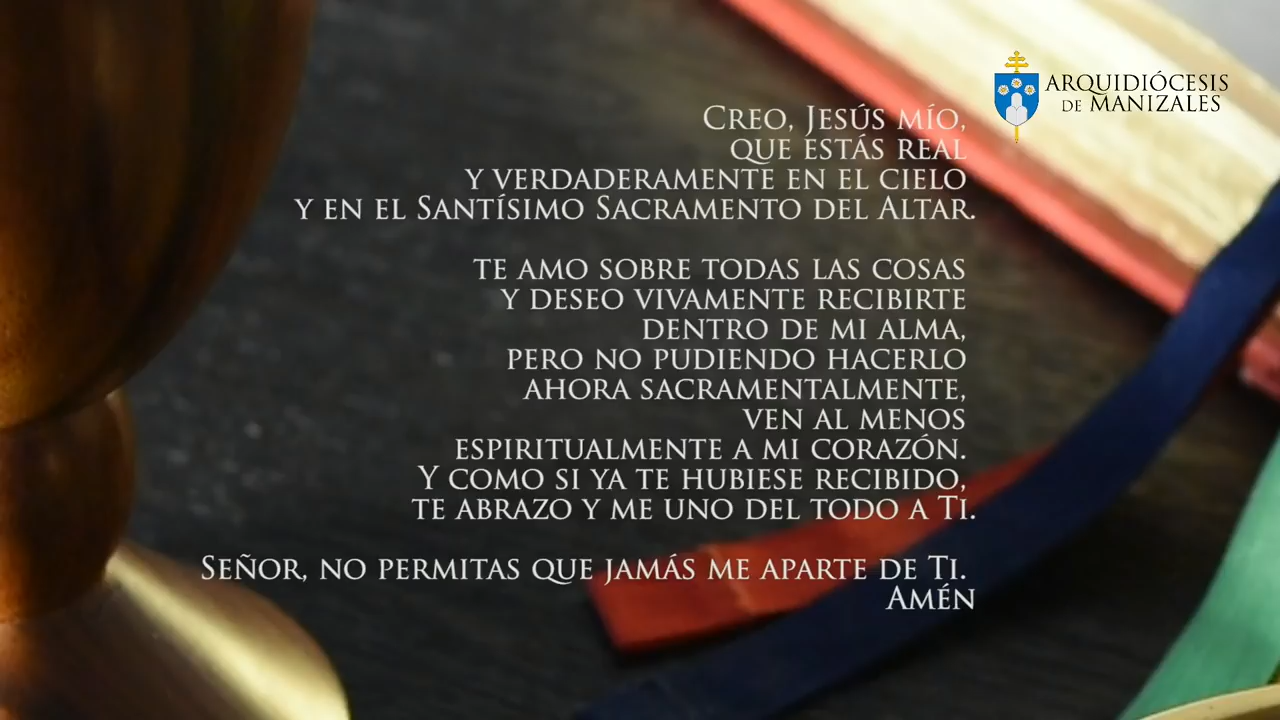 ARQUIDIÓCESIS
DE MANIZALES
CREO, JESÚS MÍO,
QUE ESTÁS REAL
Y VERDADERAMENTE EN EL CIELO
Y EN EL SANTÍSIMO SACRAMENTO DEL ALTAR.
TE AMO SOBRE TODAS LAS COSAS
Y DESEO VIVAMENTE RECIBIRTE
DENTRO DE MI ALMA,
PERO NO PUDIENDO HACERLO
AHORA SACRAMENTALMENTE,
VEN AL MENOS
ESPIRITUALMENTE A MI CORAZÓN.
Y COMO SI YA TE HUBIESE RECIBIDO,
TE ABRAZO Y ME UNO DEL TODO A TI.
SEÑOR, NO PERMITAS QUE JAMÁS ME APARTE DE TI.
AMÉN